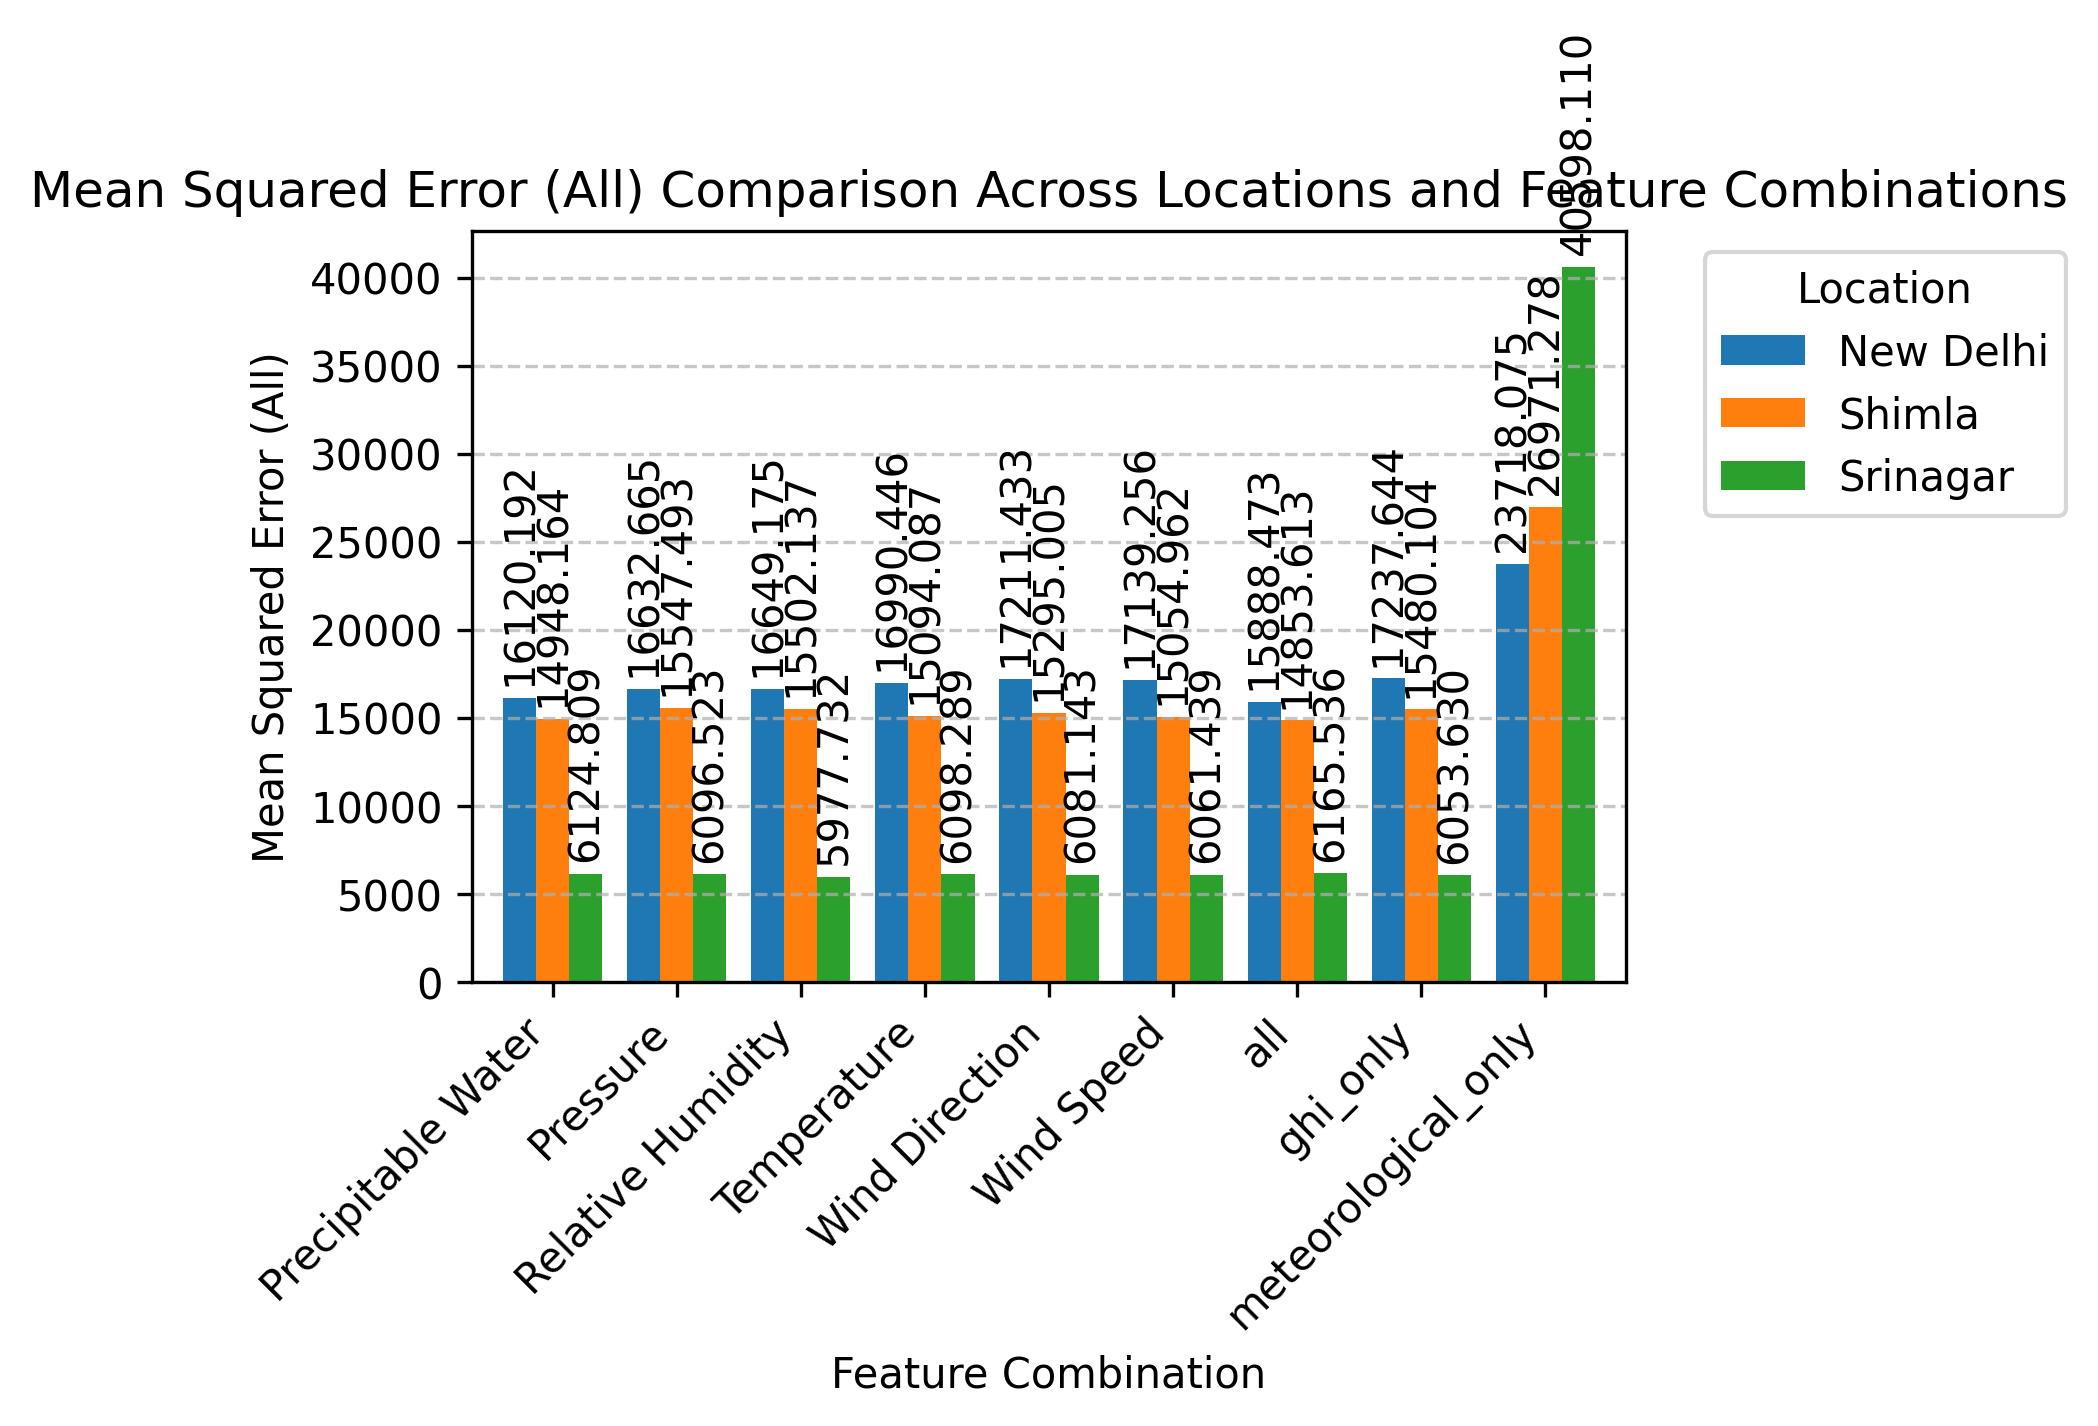 Mean Squared Error (All) Comparison Across Locations and Feature Combinations
Mean Squared Error (All)
40000
35000
30000
25000
20000
15000
10000
5000
0
16120.192
14948.164
6124.809
16632.665
15547.493
6096.523
16649.175
15502.137
5977.732
16990.446
15094.087
6098.289
17211.433
15295.005
6081.143
17139.256
15054.962
6061.439
15888.473
14853.613
6165.536
17237.644
15480.104
6053.630
23718.075
26971.278
40598.110
Location
New Delhi
Shimla
Srinagar
Precipitable Water
Pressure
Relative Humidity
Temperature
Wind Direction
Wind Speed
all
ghi_only
meteorological_only
Feature Combination